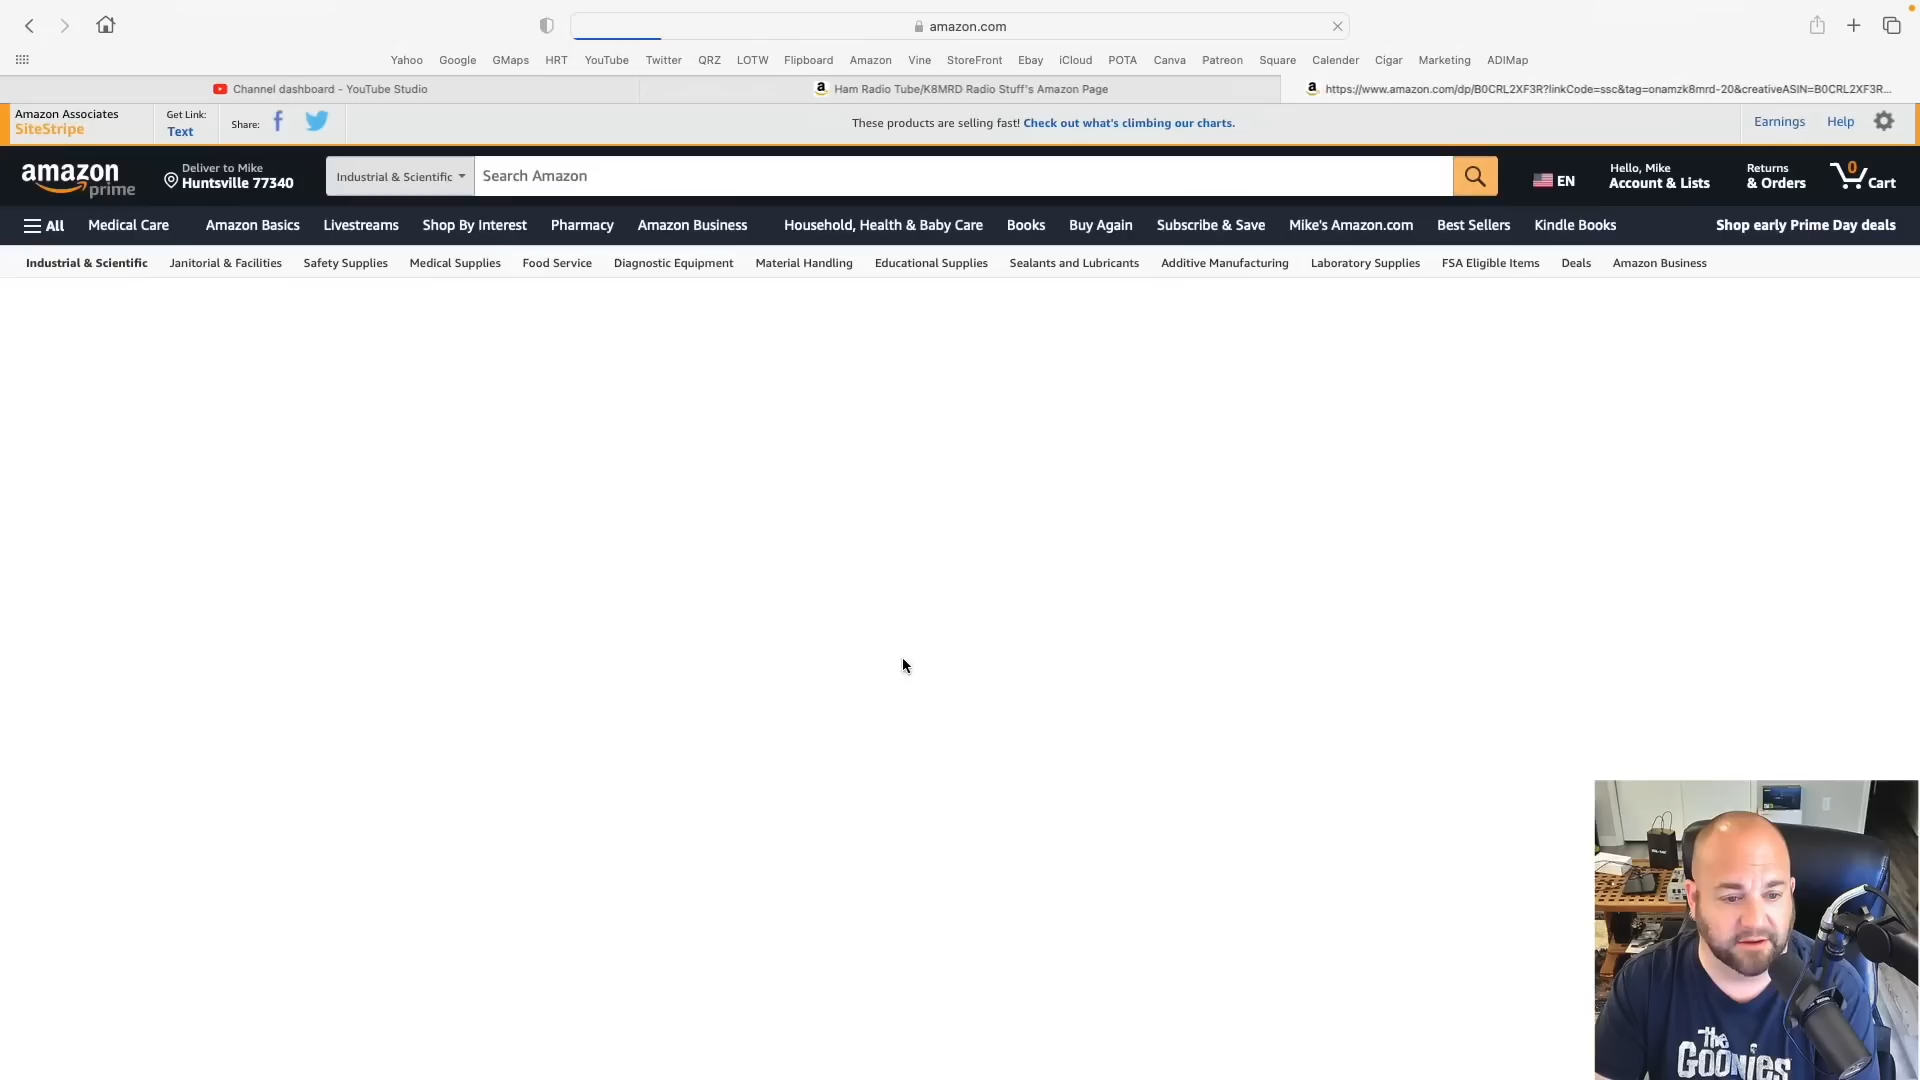 amazon.com
Yahoo Google GMaps HRT YouTube Twitter QRZ LOTW Flipboard Amazon Vine StoreFront Ebay iCloud POTA Canva Patreon Square Calender Cigar Marketing ADIMap
Channel dashboard - YouTube Studio
Ham Radio Tube/K8MRD Radio Stuff's Amazon Page
https://www.amazon.com/dp/B0CRL2XF3R?linkCode=ssc&tag=onamzk8mrd-20&creativeASIN=B0CRL2XF3R...
Amazon Associates
SiteStripe
Get Link:
Text
Share:
These products are selling fast! Check out what's climbing our charts.
Earnings Help
amazon
prime
Deliver to Mike
Huntsville 77340
Industrial & Scientific
Search Amazon
EN
Hello, Mike
Account & Lists
Returns
& Orders
0
Cart
All Medical Care Amazon Basics Livestreams Shop By Interest Pharmacy Amazon Business Household, Health & Baby Care Books Buy Again Subscribe & Save Mike's Amazon.com Best Sellers Kindle Books Shop early Prime Day deals
Industrial & Scientific Janitorial & Facilities Safety Supplies Medical Supplies Food Service Diagnostic Equipment Material Handling Educational Supplies Sealants and Lubricants Additive Manufacturing Laboratory Supplies FSA Eligible Items Deals Amazon Business
the
Goonies